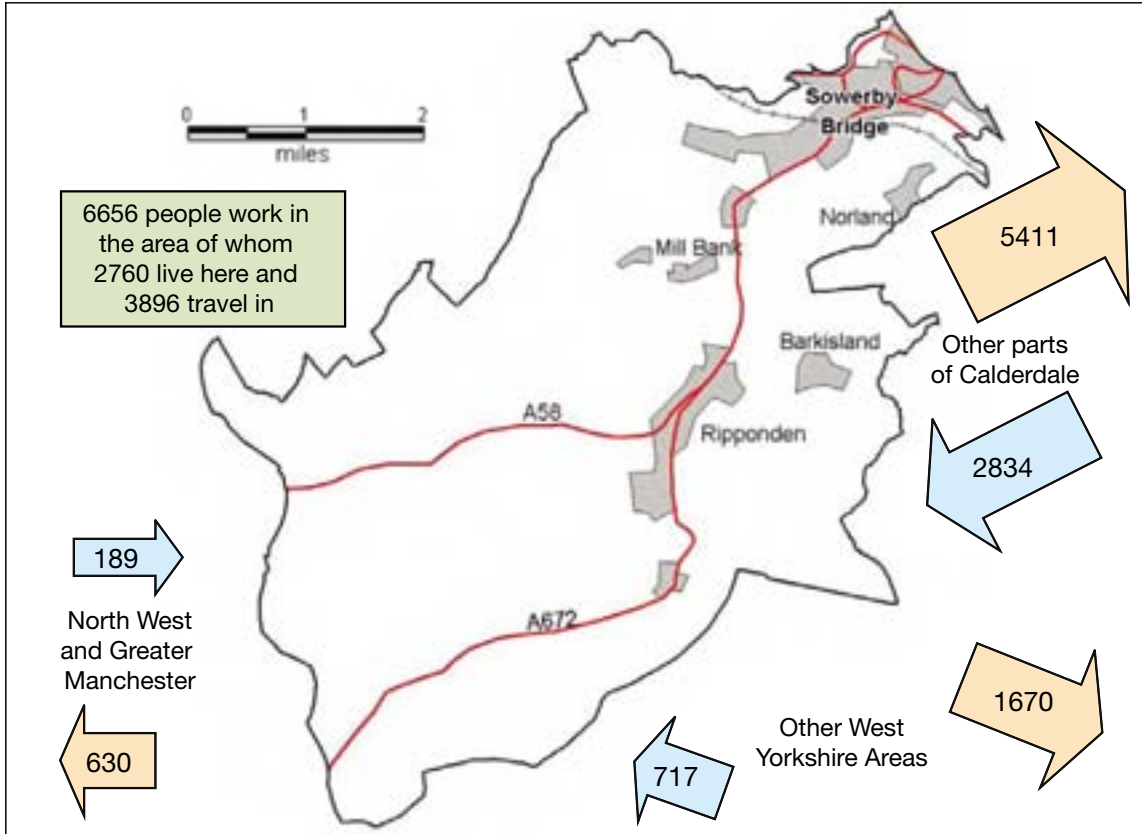 0 1 2
miles
Sowerby
Bridge
6656 people work in
the area of whom
2760 live here and
3896 travel in
Norland
5411
Mill Bank
Barkisland
Other parts
of Calderdale
A58
Ripponden
2834
189
North West
and Greater
Manchester
A672
1670
Other West
Yorkshire Areas
630
717